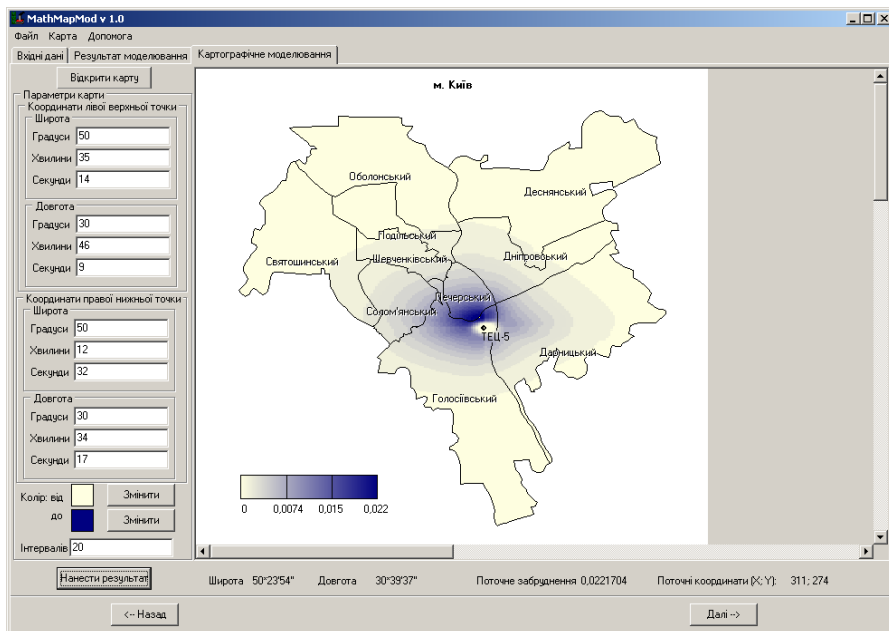 MathMapMod v 1.0
Файл Карта Допомога
Вхідні дані Результат моделювання Картографічне моделювання
Відкрити карту
Параметри карти
Координати лівої верхньої точки
Широта
Градуси 50
Хвилини 35
Секунди 14
Довгота
Градуси 30
Хвилини 46
Секунди 9
Координати правої нижньої точки
Широта
Градуси 50
Хвилини 12
Секунди 32
Довгота
Градуси 30
Хвилини 34
Секунди 17
Колір: від Змінити
до Змінити
Інтервалів 20
Нанести результат
м. Київ
Оболонський
Деснянський
Подільський
Святошинський
Шевченківський
Дніпровський
Печерський
Солом'янський
ТЕЦ-5
Дарницький
Голосіївський
0 0,0074 0,015 0,022
Широта 50°23'54" Довгота 30°39'37" Поточне забруднення 0,0221704 Поточні координати (X; Y): 311; 274
<-- Назад
Далі -->